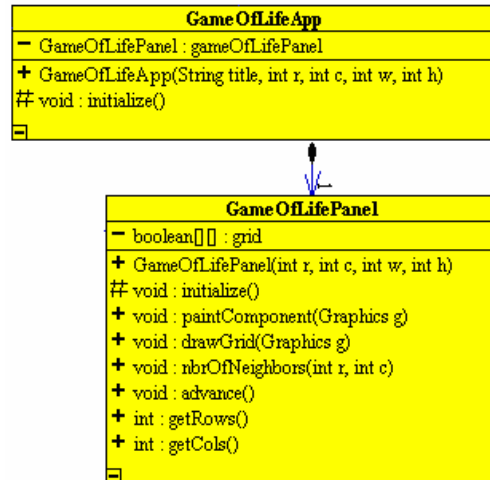 GameOfLifeApp
- GameOfLifePanel : gameOfLifePanel
+ GameOfLifeApp(String title, int r, int c, int w, int h)
# void : initialize()
1
GameOfLifePanel
- boolean[][] : grid
+ GameOfLifePanel(int r, int c, int w, int h)
# void : initialize()
+ void : paintComponent(Graphics g)
+ void : drawGrid(Graphics g)
+ void : nbrOfNeighbors(int r, int c)
+ void : advance()
+ int : getRows()
+ int : getCols()